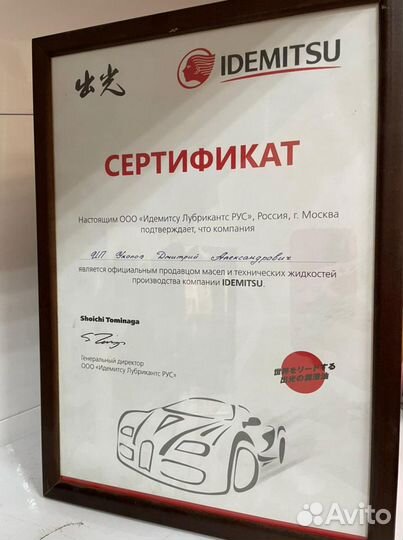 出光
IDEMITSU
СЕРТИФИКАТ
Настоящим ООО «Идемитсу Лубрикантс РУС», Россия, г. Москва
подтверждает, что компания
ИП Уколов Дмитрий Александрович
является официальным продавцом масел и технических жидкостей
производства компании IDEMITSU.
Shoichi Tominaga
Генеральный директор
ООО «Идемитсу Лубрикантс РУС»
世界をリードする
出光の潤滑油
Avito